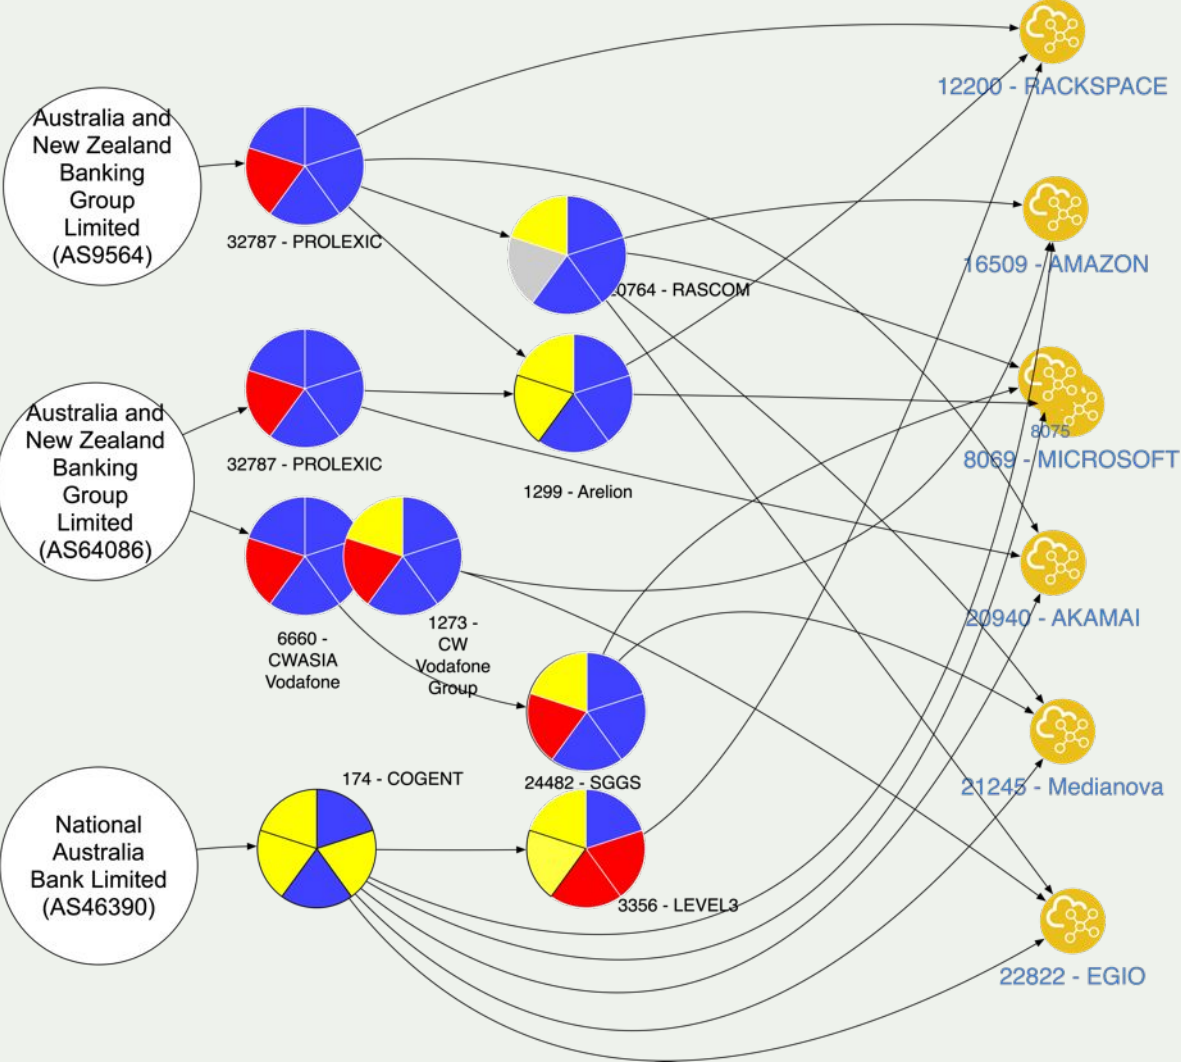 12200 - RACKSPACE
Australia and
New Zealand
Banking
Group
Limited
(AS9564)
32787 - PROLEXIC
16509 - AMAZON
0764 - RASCOM
Australia and
New Zealand
Banking
Group
Limited
(AS64086)
32787 - PROLEXIC
1299 - Arelion
8075
8069 - MICROSOFT
6660 -
CWASIA
Vodafone
1273 -
CW
Vodafone
Group
20940 - AKAMAI
24482 - SGGS
21245 - Medianova
National
Australia
Bank Limited
(AS46390)
174 - COGENT
3356 - LEVEL3
22822 - EGIO